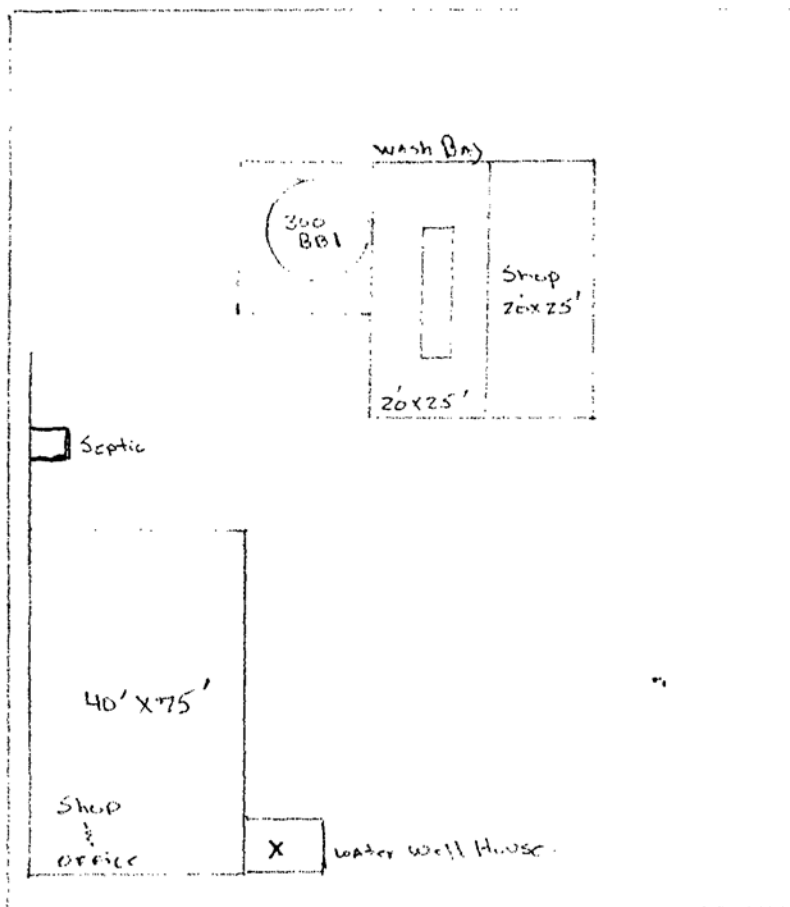 Wash Bay
300
BBl
Shop
20'x25'
20'x25'
Septic
40'x75'
Shop
&
OFFICE
X
Water Well House.